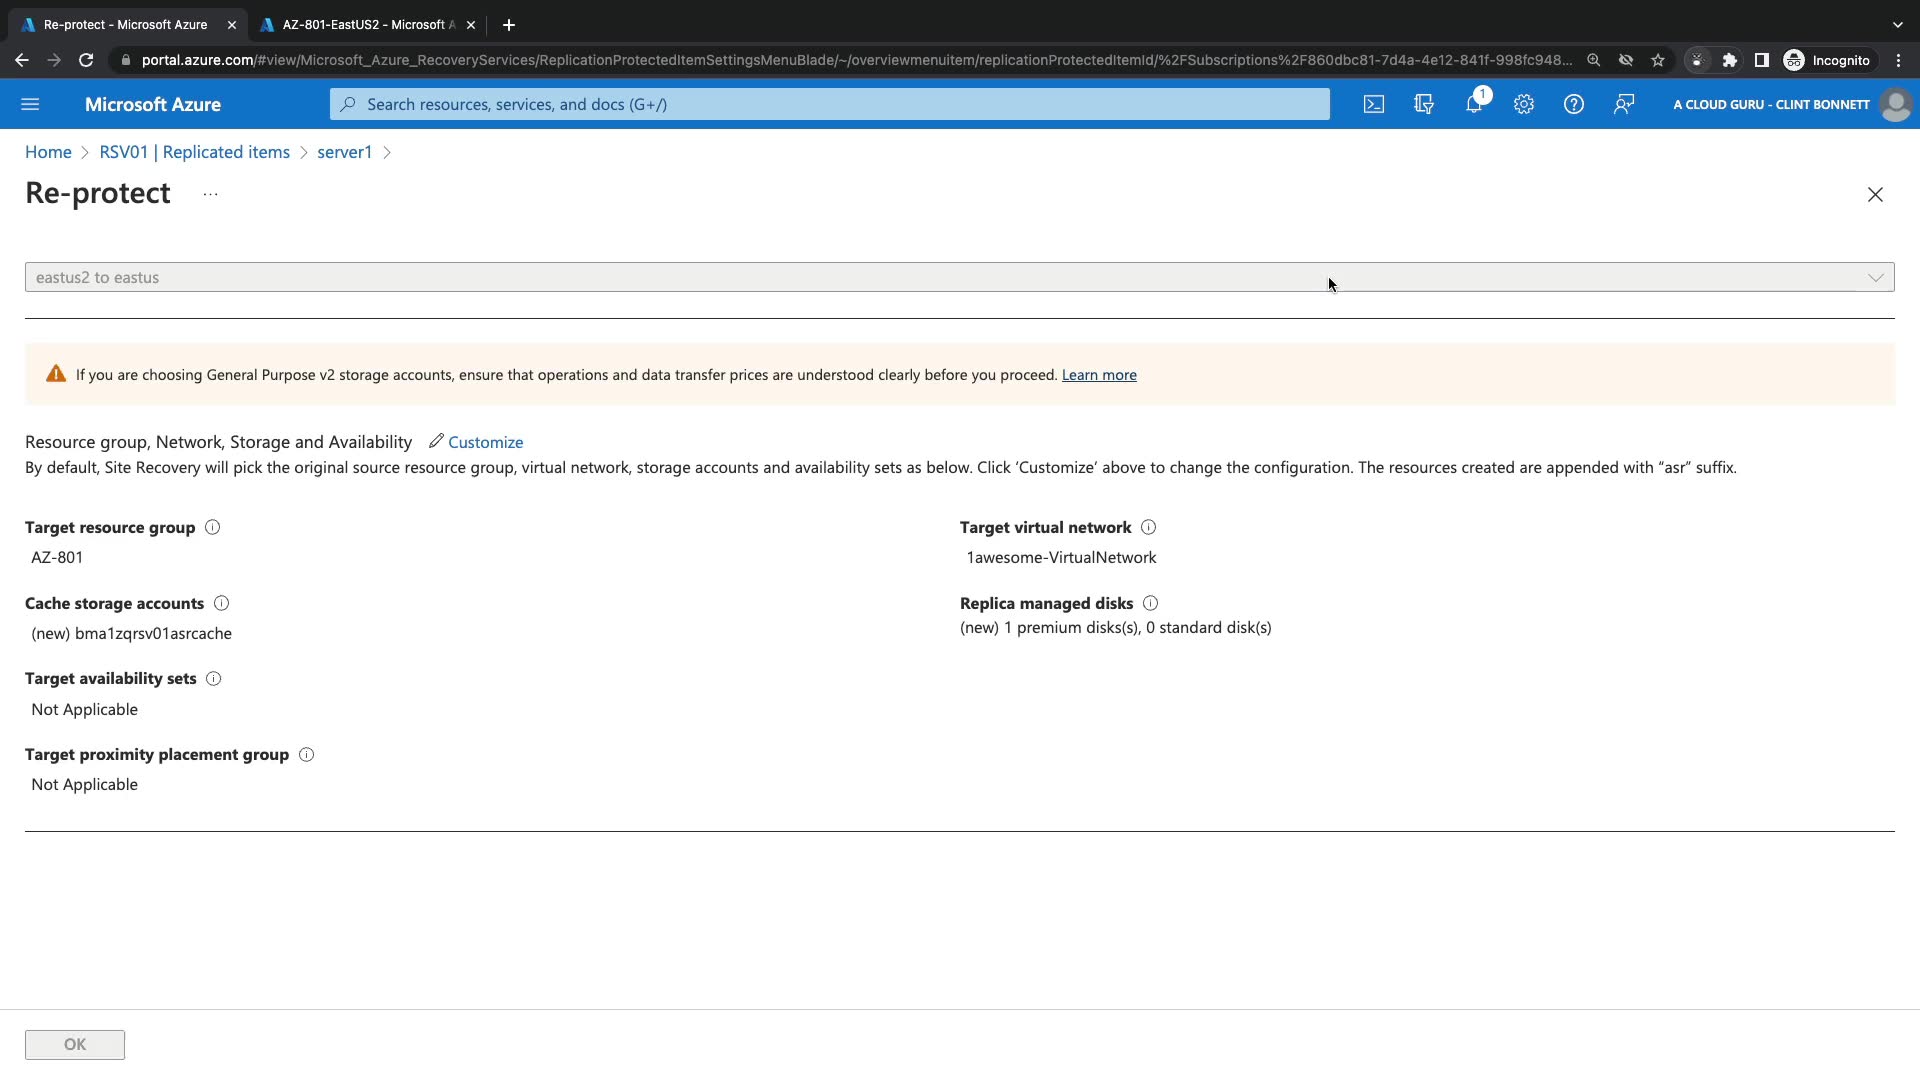 Re-protect - Microsoft Azure
AZ-801-EastUS2 - Microsoft A
portal.azure.com/#view/Microsoft_Azure_RecoveryServices/ReplicationProtectedItemSettingsMenuBlade/~/overviewmenuitem/replicationProtectedItemId/%2FSubscriptions%2F860dbc81-7d4a-4e12-841f-998fc948...
Incognito
Microsoft Azure
Search resources, services, and docs (G+/)
1
A CLOUD GURU - CLINT BONNETT
Home > RSV01 | Replicated items > server1 >
Re-protect ...
eastus2 to eastus
If you are choosing General Purpose v2 storage accounts, ensure that operations and data transfer prices are understood clearly before you proceed. Learn more
Resource group, Network, Storage and Availability Customize
By default, Site Recovery will pick the original source resource group, virtual network, storage accounts and availability sets as below. Click ‘Customize’ above to change the configuration. The resources created are appended with “asr” suffix.
Target resource group
AZ-801
Target virtual network
1awesome-VirtualNetwork
Cache storage accounts
(new) bma1zqrsv01asrcache
Replica managed disks
(new) 1 premium disks(s), 0 standard disk(s)
Target availability sets
Not Applicable
Target proximity placement group
Not Applicable
OK